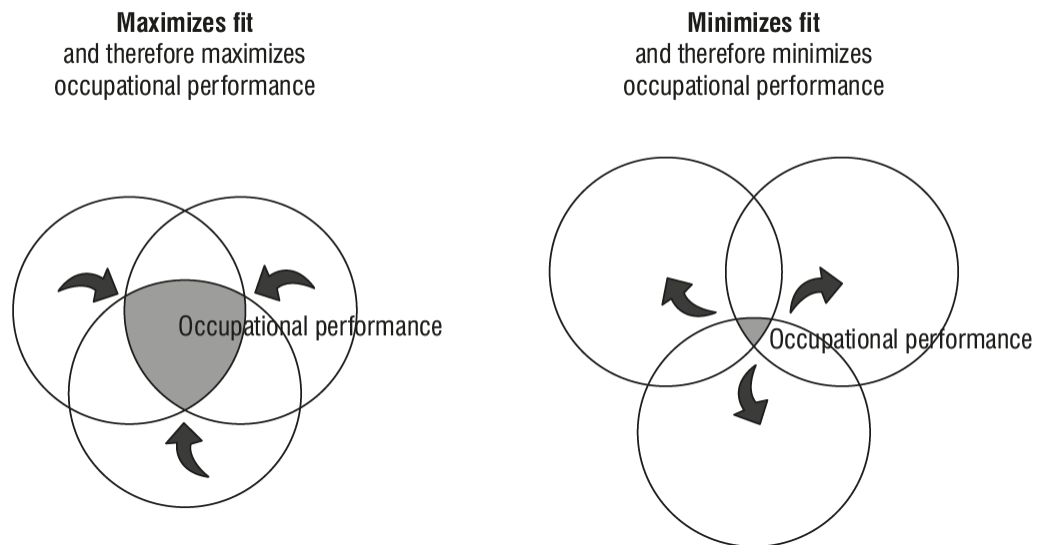 Maximizes fit
and therefore maximizes
occupational performance
Minimizes fit
and therefore minimizes
occupational performance
Occupational performance
Occupational performance